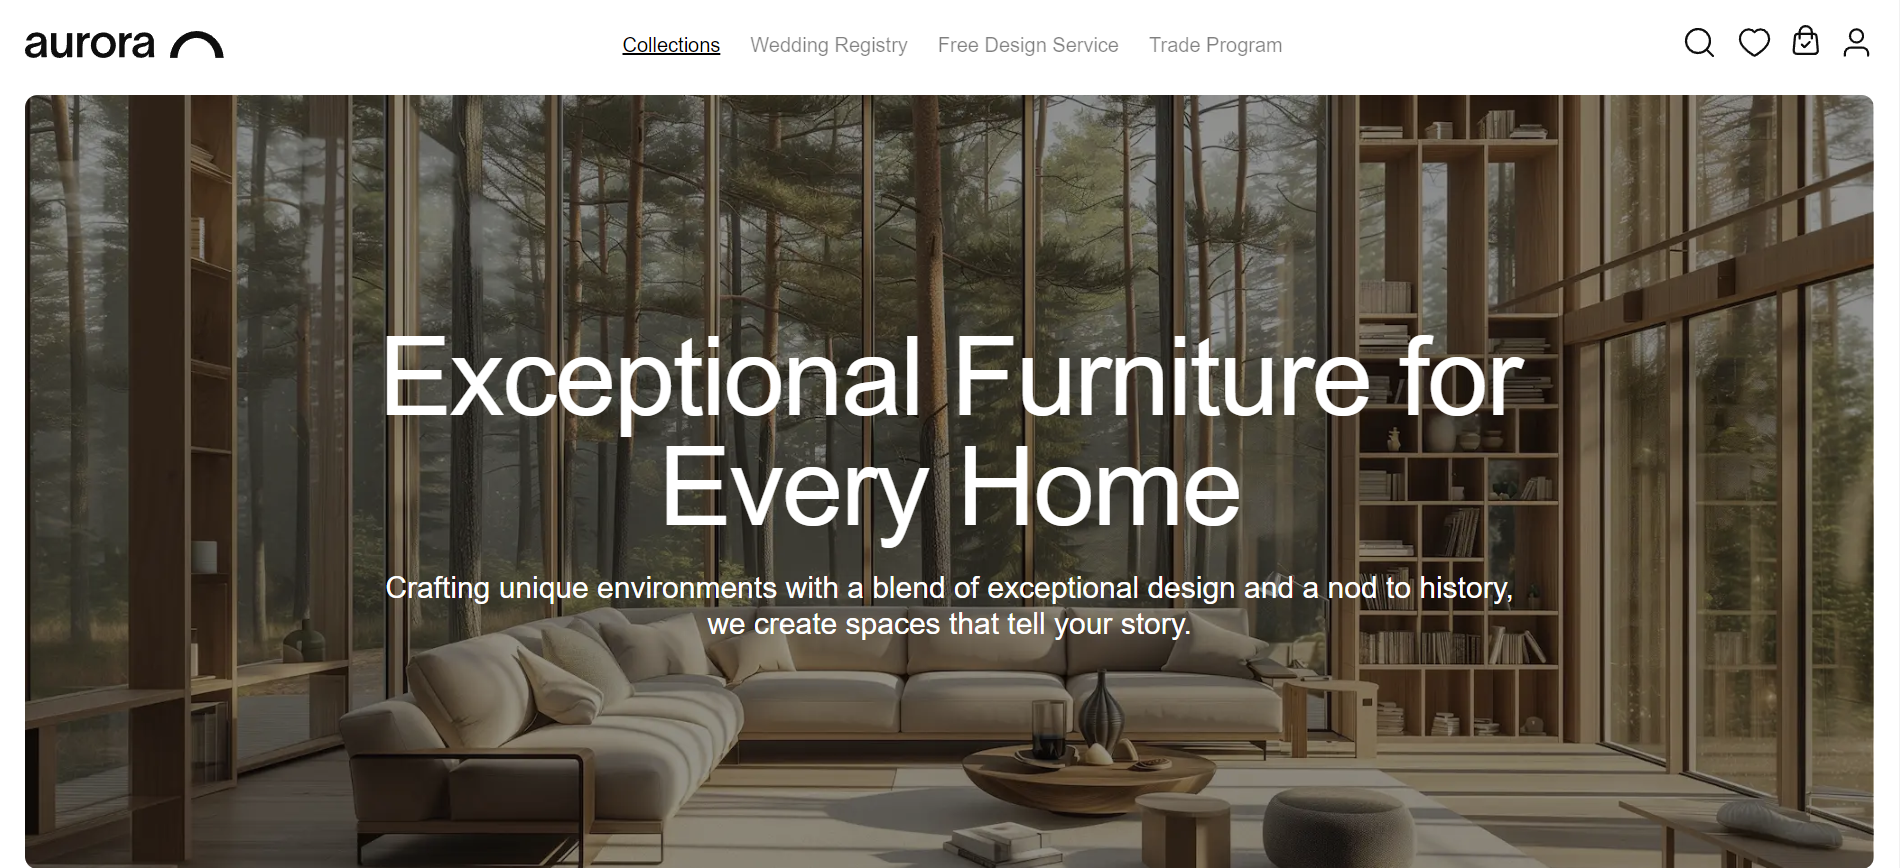 aurora
Collections
Wedding Registry
Free Design Service
Trade Program
Exceptional Furniture for
Every Home
Crafting unique environments with a blend of exceptional design and a nod to history,
we create spaces that tell your story.